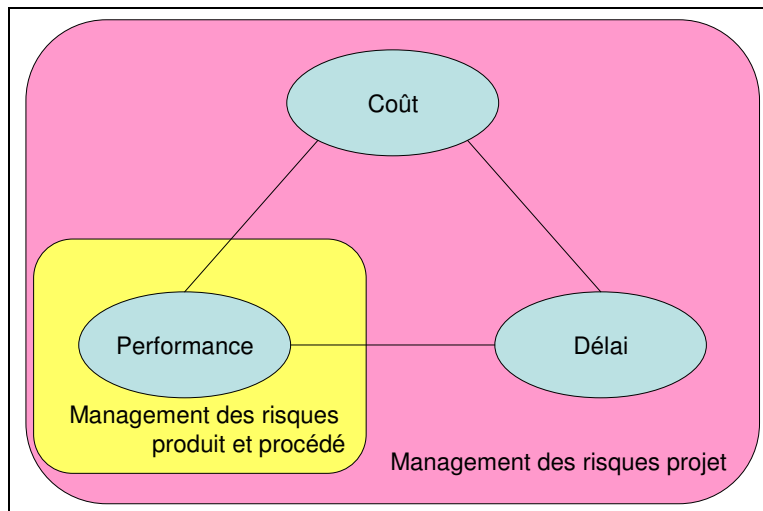 Coût
Performance
Délai
Management des risques
produit et procédé
Management des risques projet